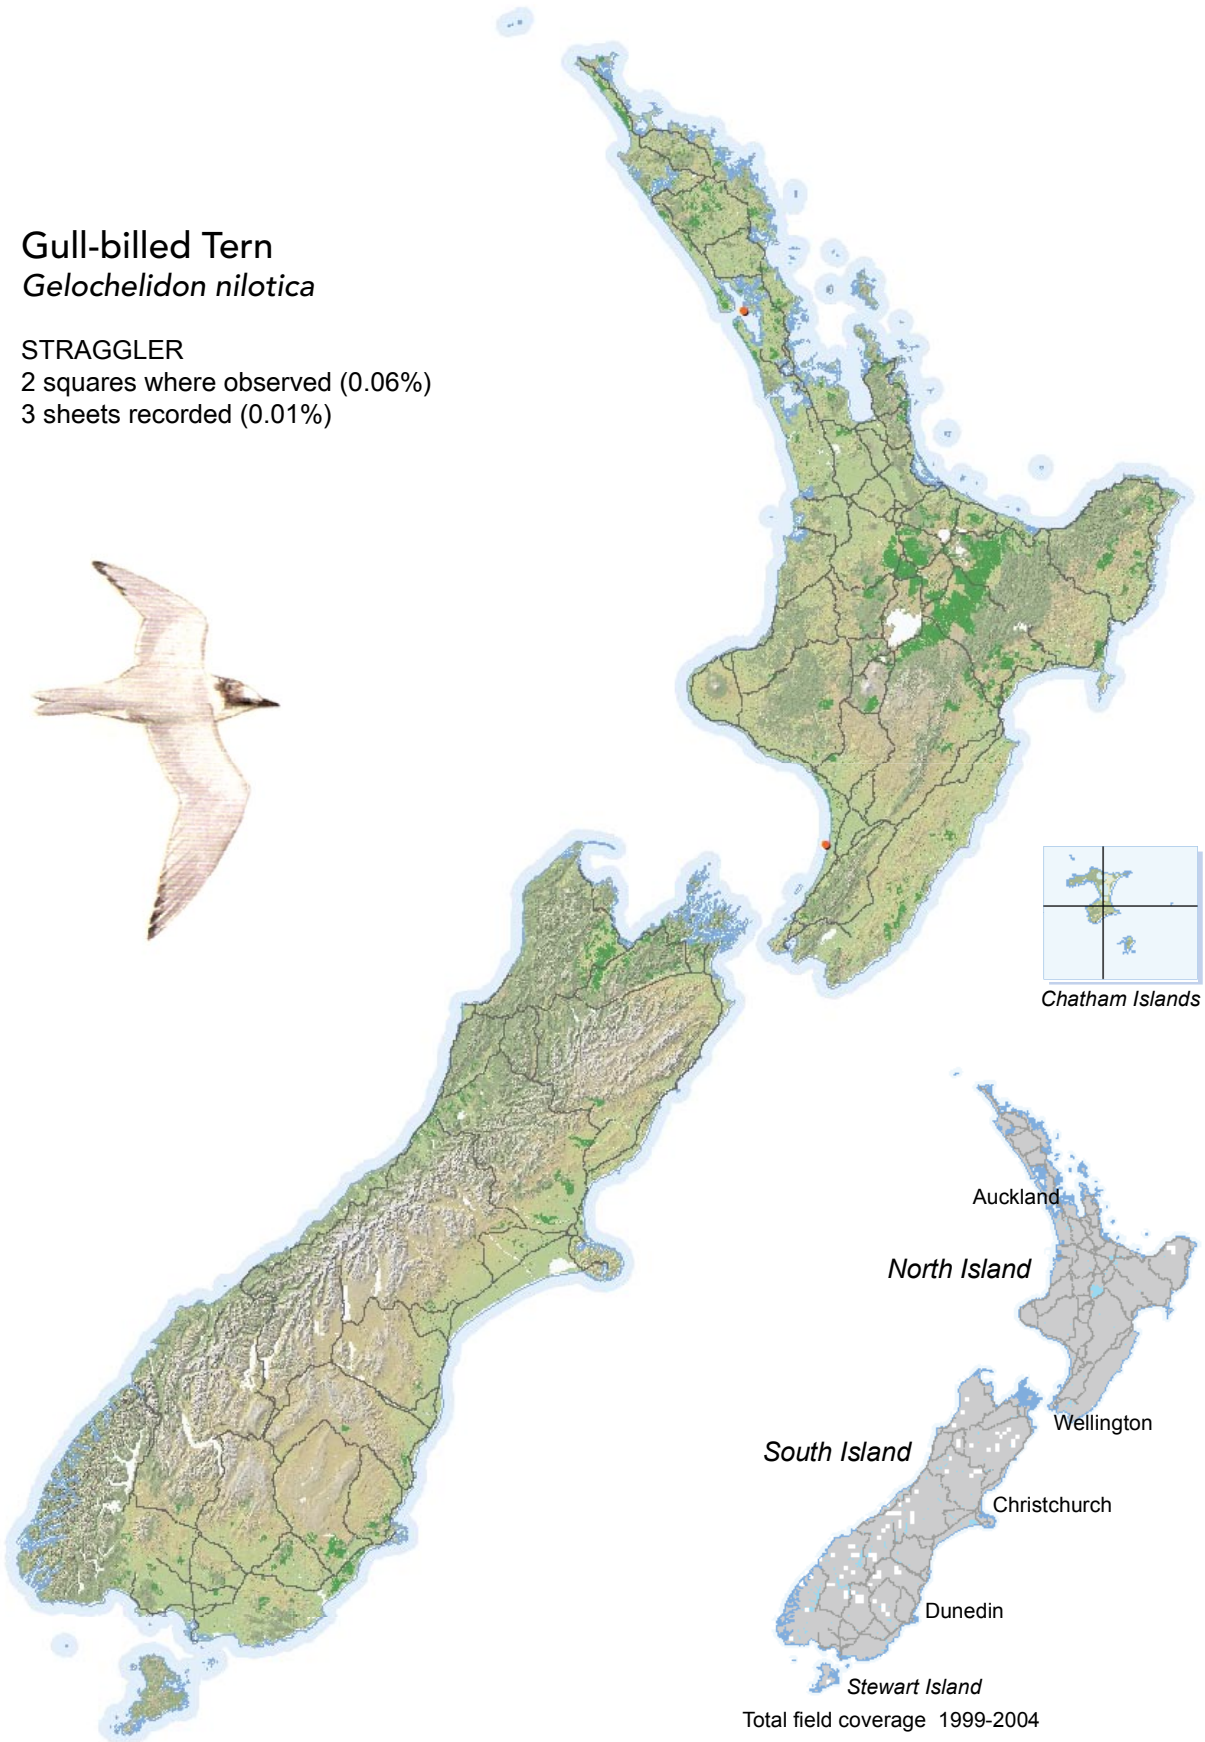 Gull-billed Tern
Gelochelidon nilotica
STRAGGLER
2 squares where observed (0.06%)
3 sheets recorded (0.01%)
Chatham Islands
Auckland
North Island
Wellington
South Island
Christchurch
Dunedin
Stewart Island
Total field coverage 1999-2004